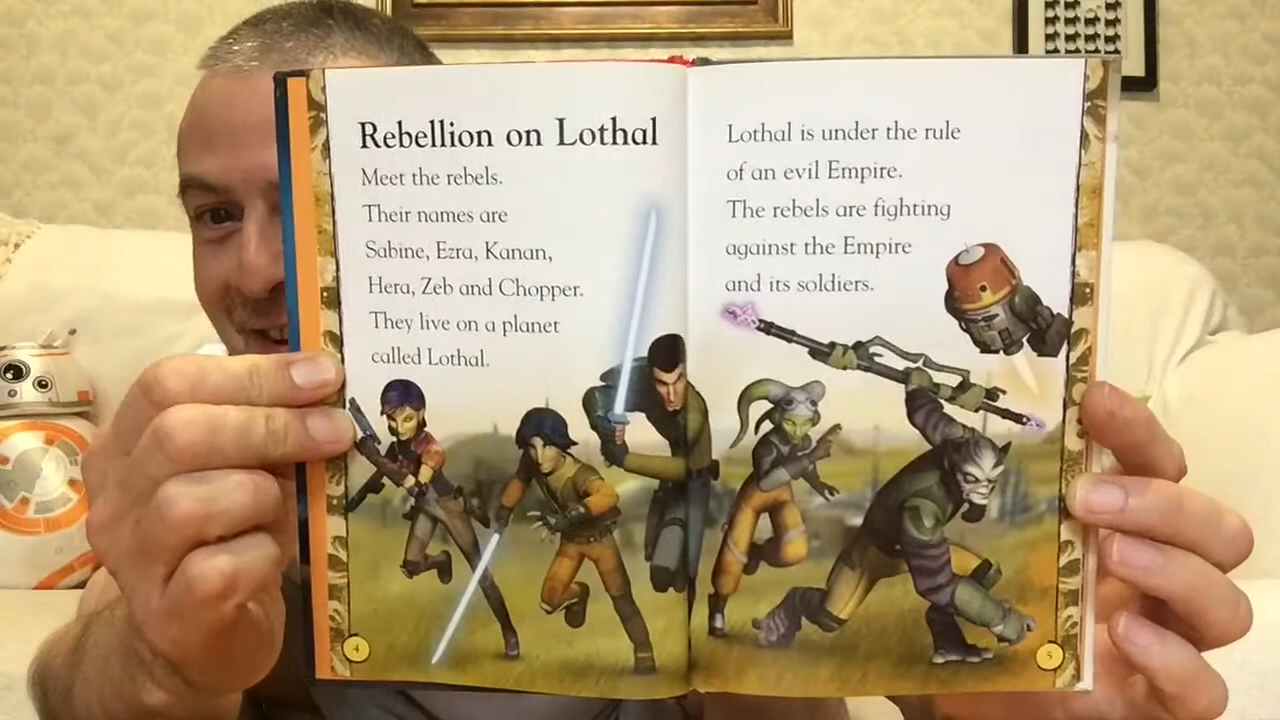 Rebellion on Lothal
Meet the rebels.
Their names are
Sabine, Ezra, Kanan,
Hera, Zeb and Chopper.
They live on a planet
called Lothal.
4
Lothal is under the rule
of an evil Empire.
The rebels are fighting
against the Empire
and its soldiers.
5